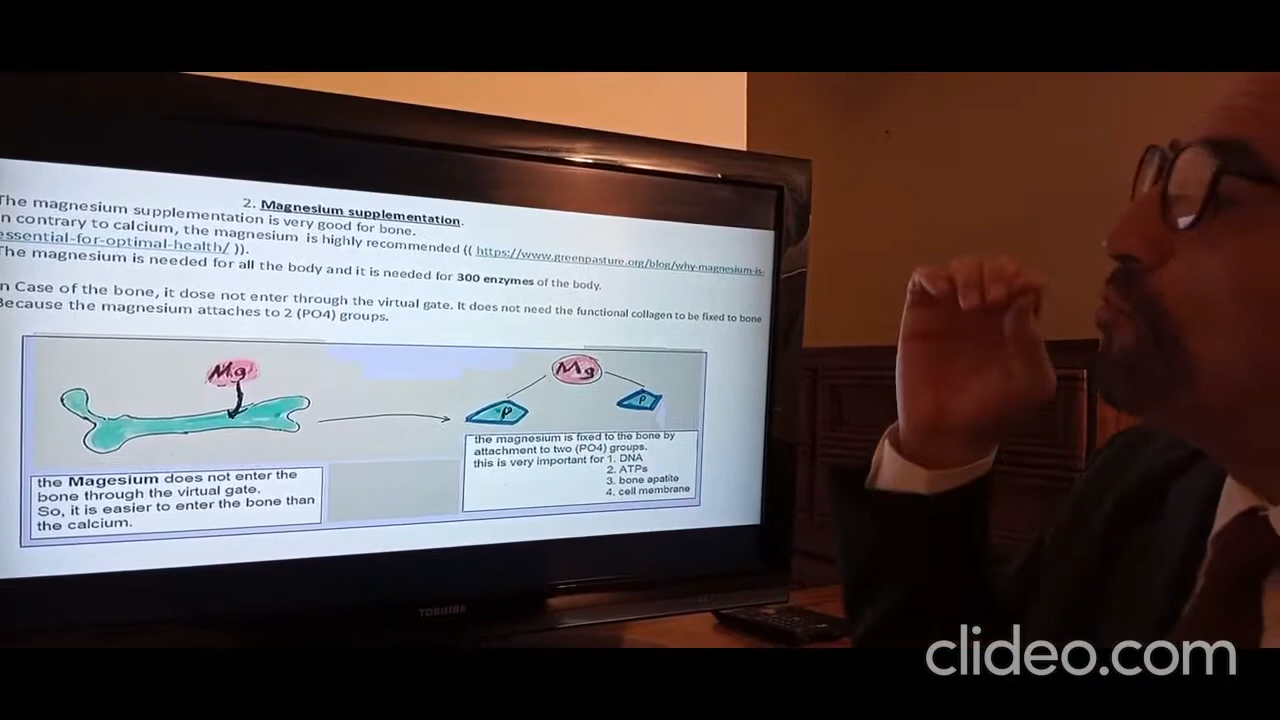 2. Magnesium supplementation.
The magnesium supplementation is very good for bone.
n contrary to calcium, the magnesium is highly recommended (( https://www.greenpasture.org/blog/why-magnesium-is-
essential-for-optimal-health/ )).
The magnesium is needed for all the body and it is needed for 300 enzymes of the body.
n Case of the bone, it dose not enter through the virtual gate. It does not need the functional collagen to be fixed to bone
Because the magnesium attaches to 2 (PO4) groups.
Mg
Mg
P
P
the Magesium does not enter the
bone through the virtual gate.
So, it is easier to enter the bone than
the calcium.
the magnesium is fixed to the bone by
attachment to two (PO4) groups.
this is very important for 1. DNA
2. ATPs
3. bone apatite
4. cell membrane
TOSHIBA
clideo.com